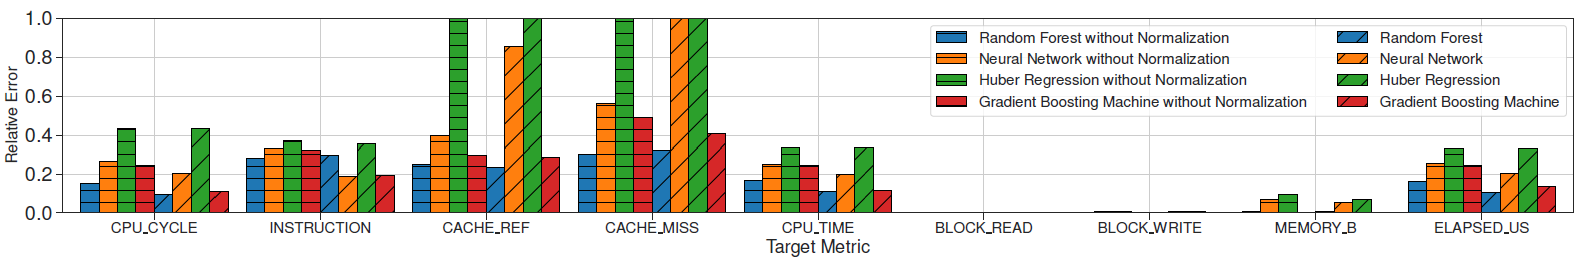 1.0
0.8
0.6
0.4
0.2
0.0
Relative Error
Random Forest without Normalization
Neural Network without Normalization
Huber Regression without Normalization
Gradient Boosting Machine without Normalization
Random Forest
Neural Network
Huber Regression
Gradient Boosting Machine
CPU_CYCLE INSTRUCTION CACHE_REF CACHE_MISS CPU_TIME BLOCK_READ BLOCK_WRITE MEMORY_B ELAPSED_US
Target Metric